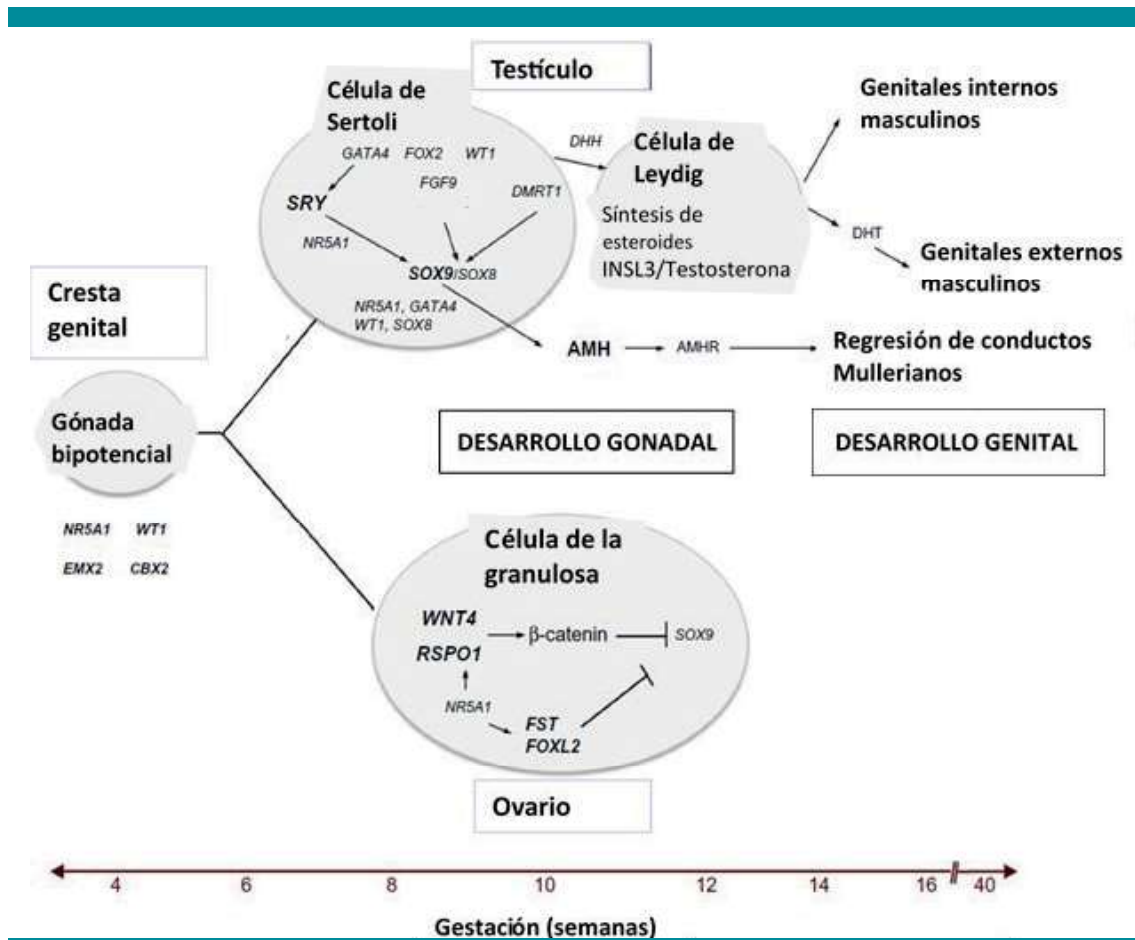 Testículo
Célula de
Sertoli
GATA4 FOX2 WT1
FGF9
DMRT1
SRY
NR5A1
SOX9/SOX8
NR5A1, GATA4
WT1, SOX8
DHH
Célula de
Leydig
Síntesis de
esteroides
INSL3/Testosterona
Genitales internos
masculinos
DHT
Genitales externos
masculinos
AMH
AMHR
Regresión de conductos
Mullerianos
Cresta
genital
Gónada
bipotencial
NR5A1 WT1
EMX2 CBX2
DESARROLLO GONADAL
DESARROLLO GENITAL
Célula de la
granulosa
WNT4
RSPO1
β-catenin
SOX9
NR5A1
FST
FOXL2
Ovario
4 6 8 10 12 14 16 40
Gestación (semanas)